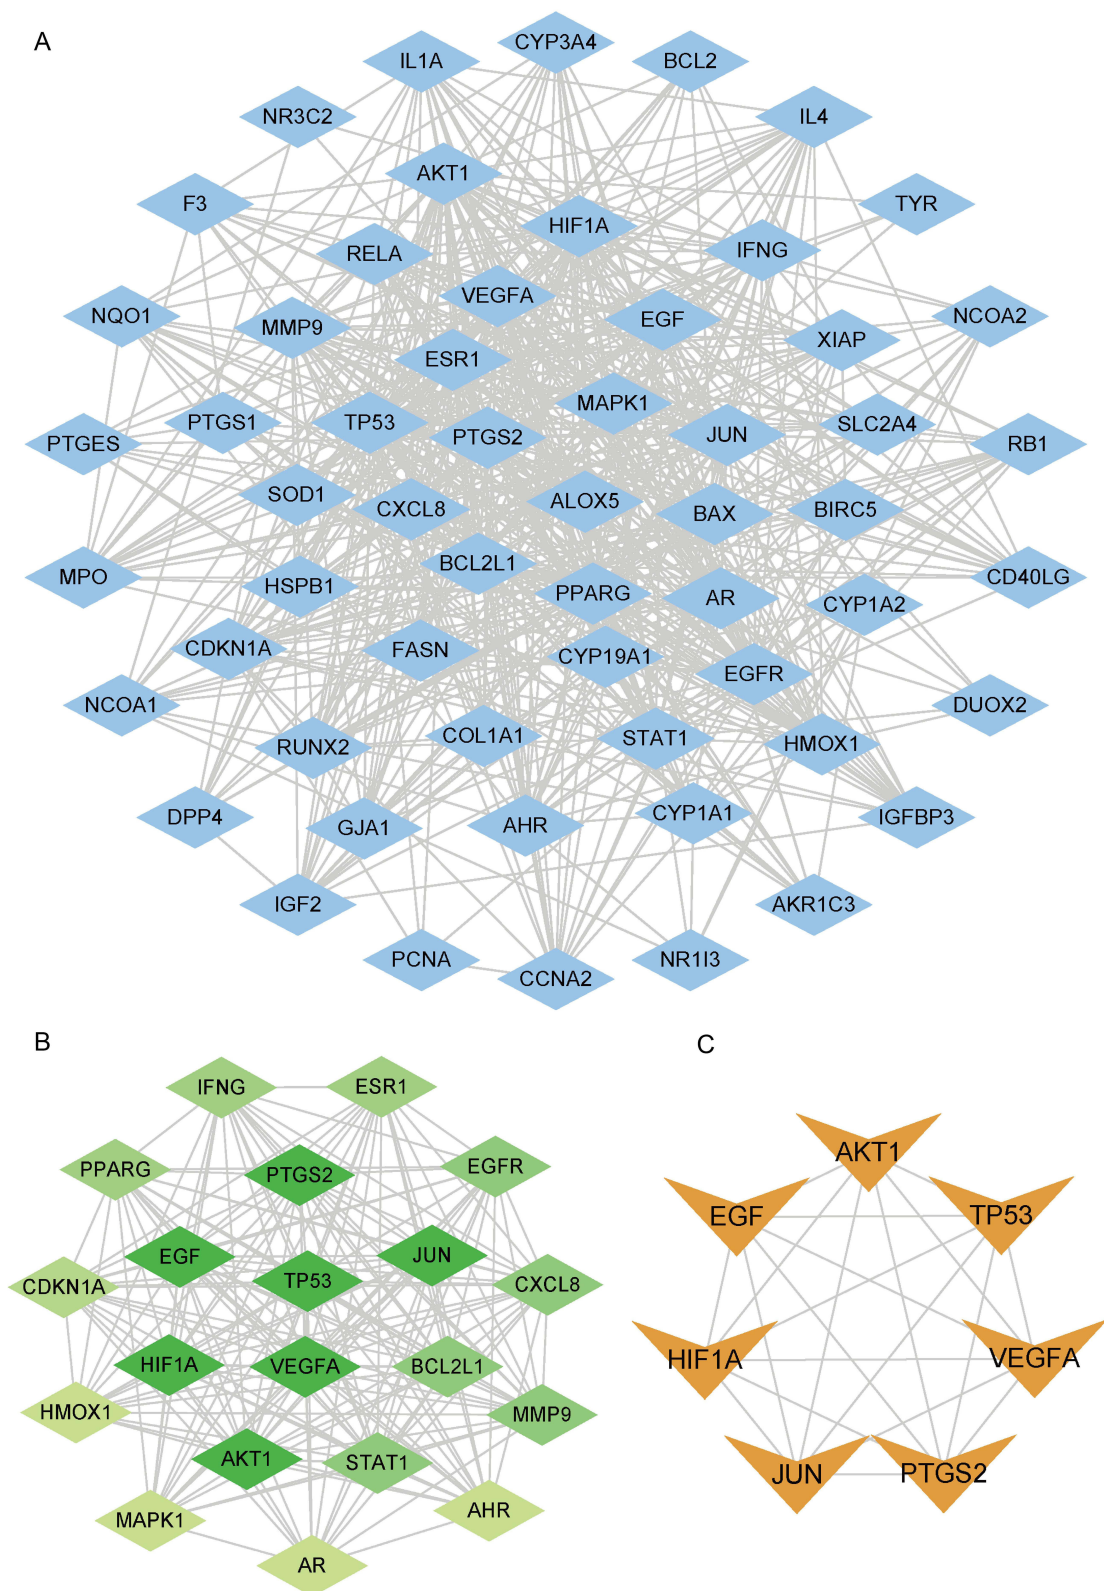 A
CYP3A4
IL1A
BCL2
NR3C2
IL4
AKT1
F3
TYR
HIF1A
RELA
IFNG
VEGFA
NQO1
MMP9
EGF
NCOA2
XIAP
ESR1
MAPK1
PTGS1
TP53
SLC2A4
PTGES
PTGS2
JUN
RB1
SOD1
CXCL8
ALOX5
BAX
BIRC5
BCL2L1
MPO
HSPB1
CD40LG
PPARG
AR
CYP1A2
CDKN1A
FASN
CYP19A1
EGFR
NCOA1
DUOX2
RUNX2
COL1A1
STAT1
HMOX1
DPP4
GJA1
AHR
CYP1A1
IGFBP3
IGF2
AKR1C3
PCNA
NR1I3
CCNA2
B
IFNG
ESR1
PPARG
PTGS2
EGFR
EGF
JUN
CDKN1A
TP53
CXCL8
HIF1A
VEGFA
BCL2L1
HMOX1
MMP9
AKT1
STAT1
MAPK1
AHR
AR
C
AKT1
EGF
TP53
HIF1A
VEGFA
JUN
PTGS2